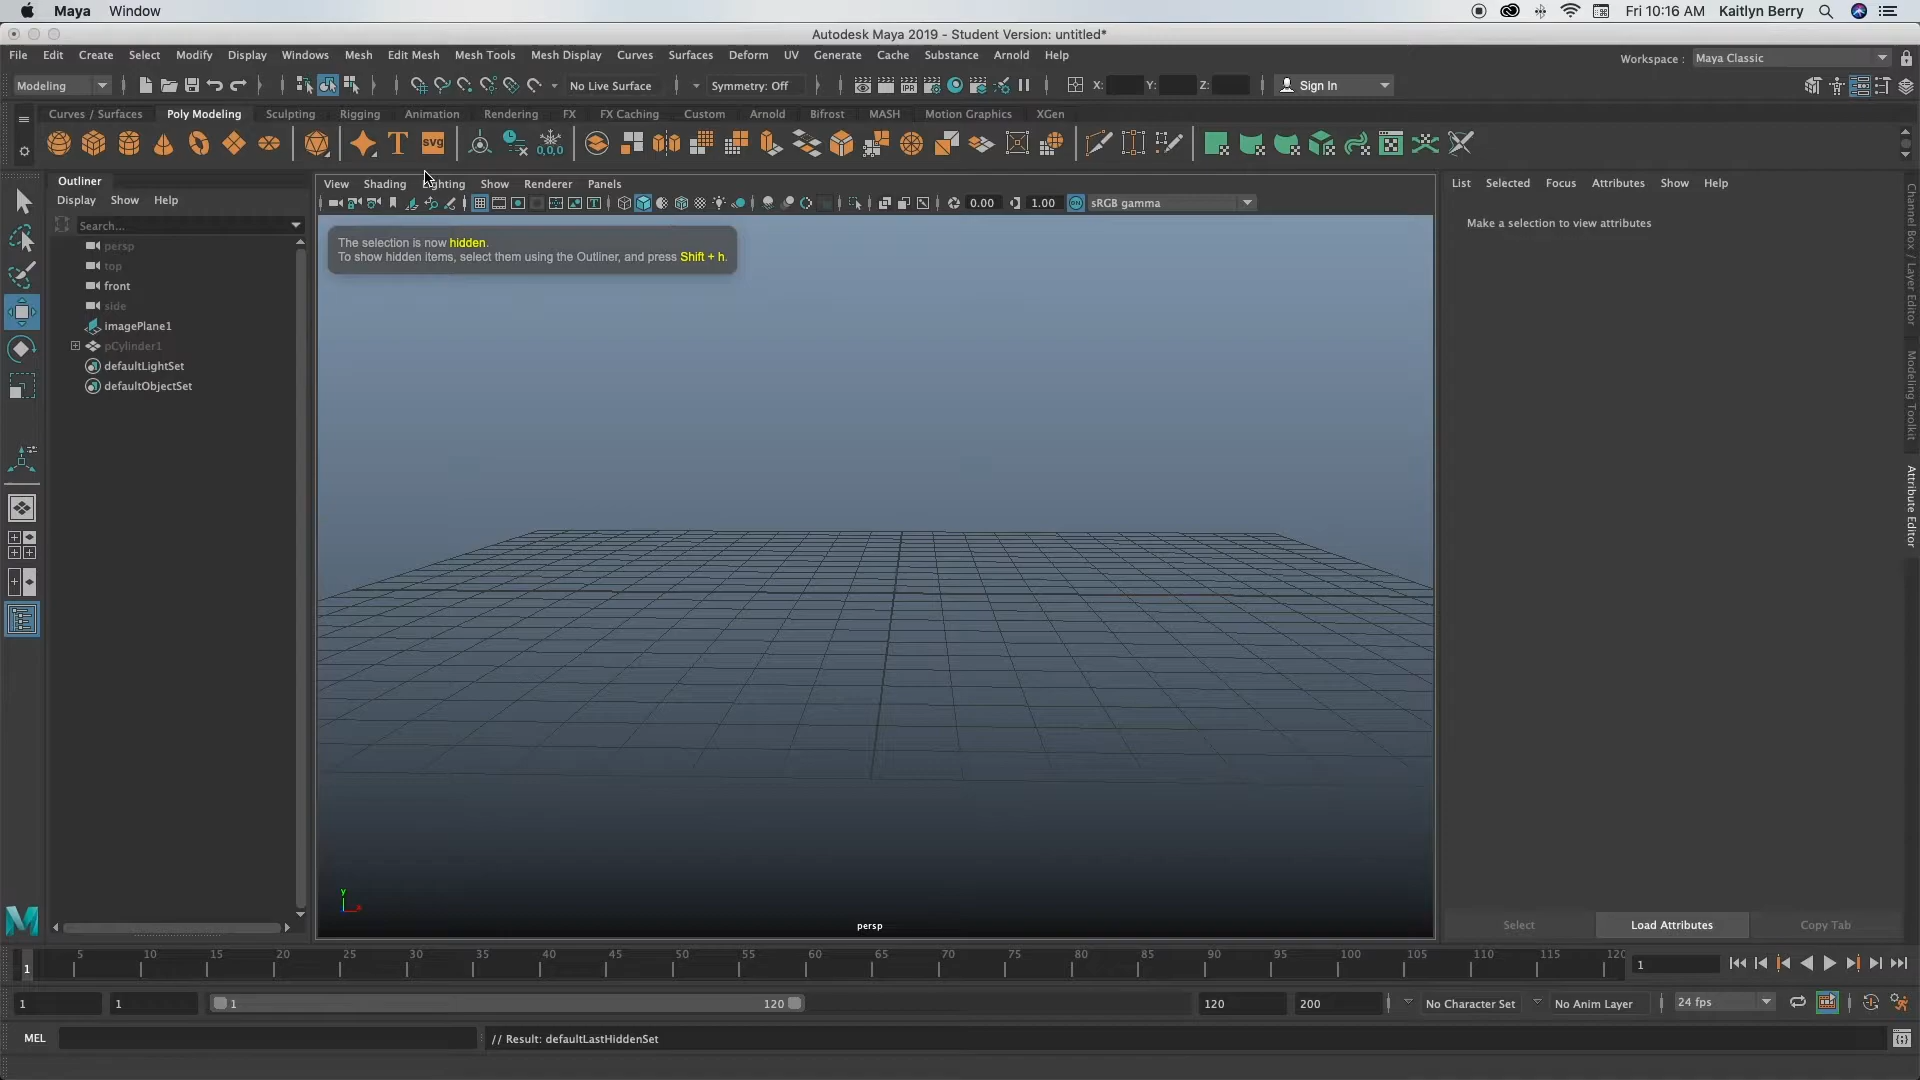 Maya Window Fri 10:16 AM Kaitlyn Berry
Autodesk Maya 2019 - Student Version: untitled*
File Edit Create Select Modify Display Windows Mesh Edit Mesh Mesh Tools Mesh Display Curves Surfaces Deform UV Generate Cache Substance Arnold Help Workspace : Maya Classic
Modeling No Live Surface Symmetry: Off X: Y: Z: Sign In
Curves / Surfaces Poly Modeling Sculpting Rigging Animation Rendering FX FX Caching Custom Arnold Bifrost MASH Motion Graphics XGen
T svg 0,0,0
Outliner
Display Show Help
Search...
persp
top
front
side
imagePlane1
pCylinder1
defaultLightSet
defaultObjectSet
View Shading Lighting Show Renderer Panels
0.00 1.00 ON sRGB gamma
The selection is now hidden.
To show hidden items, select them using the Outliner, and press Shift + h.
y
persp
List Selected Focus Attributes Show Help
Make a selection to view attributes
Select Load Attributes Copy Tab
Channel Box / Layer Editor
Modeling Toolkit
Attribute Editor
5 10 15 20 25 30 35 40 45 50 55 60 65 70 75 80 85 90 95 100 105 110 115 120
1 1
1 1 1 120 120 200 No Character Set No Anim Layer 24 fps
MEL // Result: defaultLastHiddenSet